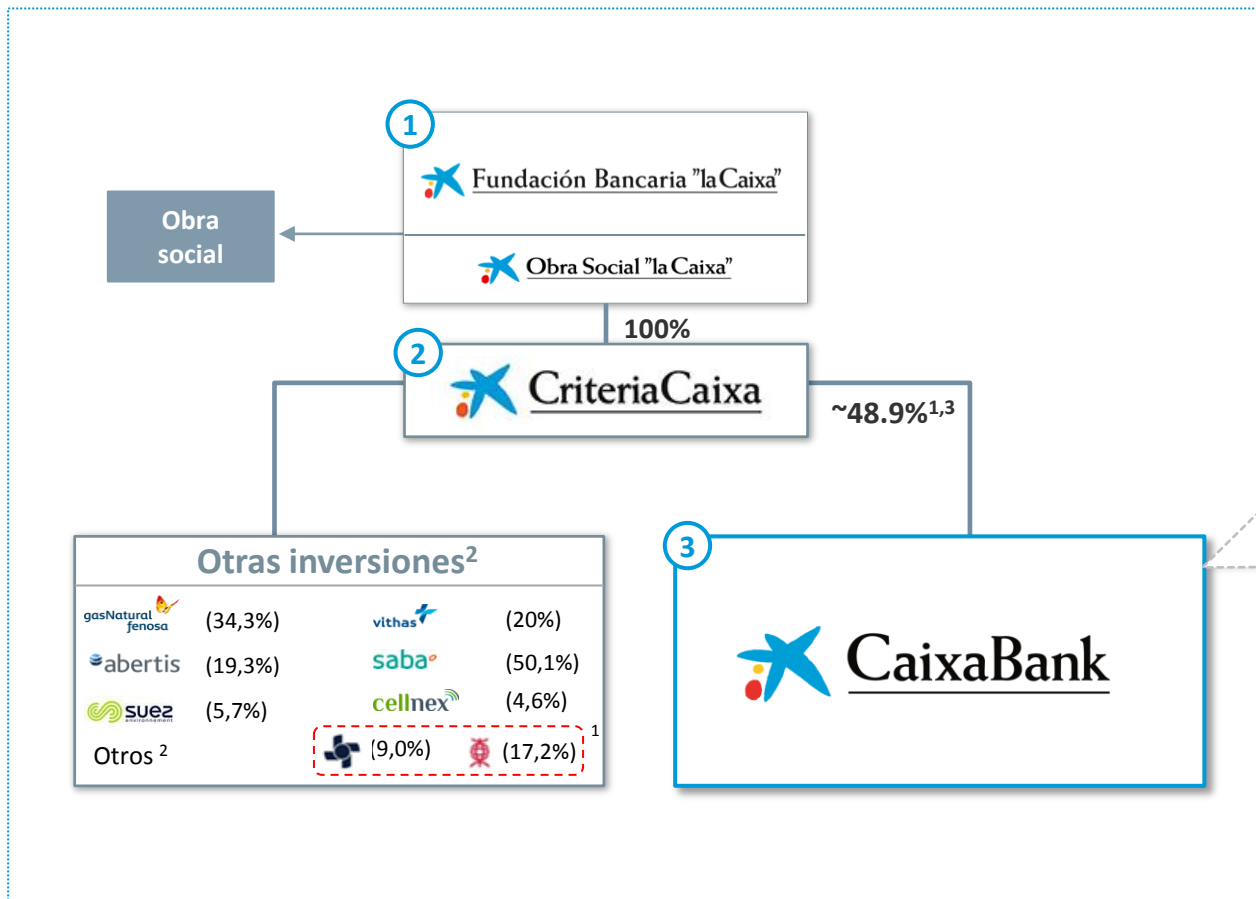 1
Fundación Bancaria "la Caixa"
Obra
social
Obra Social "la Caixa"
100%
2
CriteriaCaixa
~48.9%1,3
Otras inversiones2
gasNatural
fenosa
(34,3%)
vithas
(20%)
abertis
(19,3%)
saba
(50,1%)
suez
environnement
(5,7%)
cellnex
(4,6%)
Otros 2
(9,0%)
(17,2%)
1
3
CaixaBank